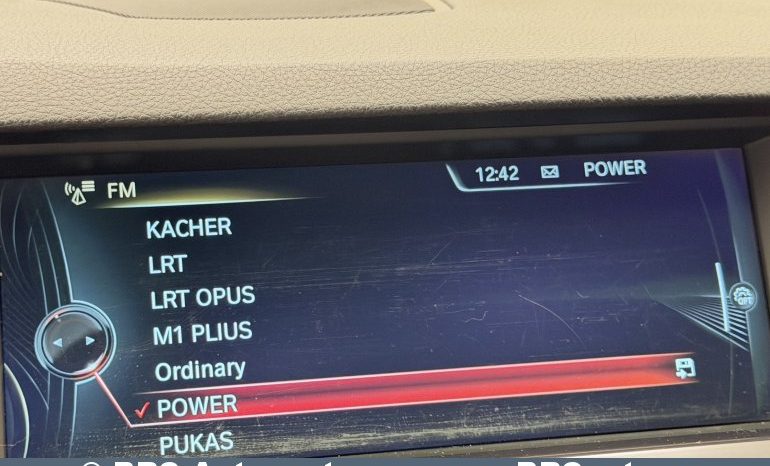 FM
12:42 POWER
KACHER
LRT
LRT OPUS
M1 PLIUS
Ordinary
POWER
PUKAS